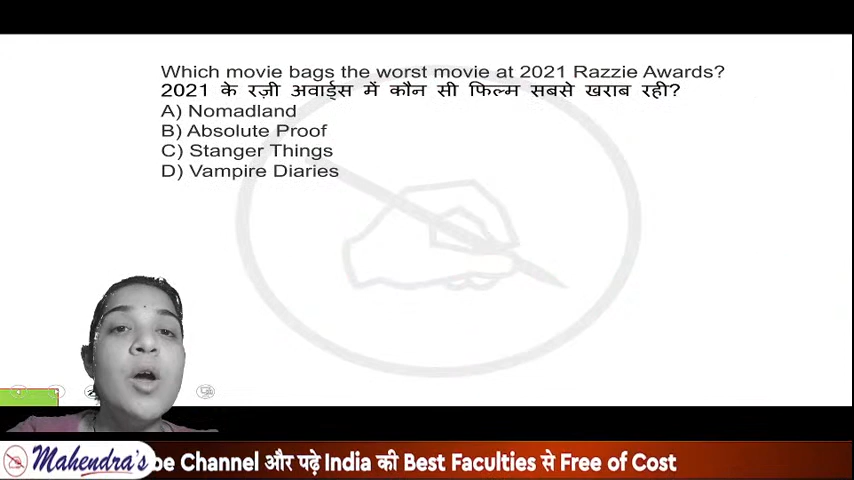 Which movie bags the worst movie at 2021 Razzie Awards?
2021 के रज़ी अवार्ड्स में कौन सी फिल्म सबसे खराब रही?
A) Nomadland
B) Absolute Proof
C) Stanger Things
D) Vampire Diaries
Mahendra's be Channel और पढ़े India की Best Faculties से Free of Cost